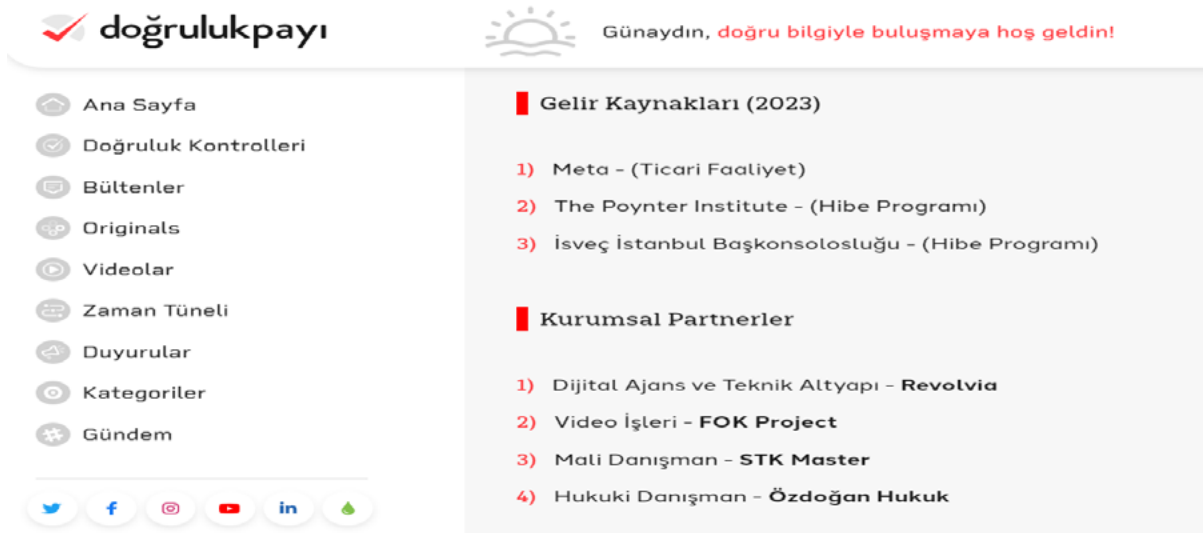 doğrulukpayı
Günaydın, doğru bilgiyle buluşmaya hoş geldin!
Ana Sayfa
Doğruluk Kontrolleri
Bültenler
Originals
Videolar
Zaman Tüneli
Duyurular
Kategoriler
Gündem
Gelir Kaynakları (2023)
1) Meta - (Ticari Faaliyet)
2) The Poynter Institute - (Hibe Programı)
3) İsveç İstanbul Başkonsolosluğu - (Hibe Programı)
Kurumsal Partnerler
1) Dijital Ajans ve Teknik Altyapı - Revolvia
2) Video İşleri - FOK Project
3) Mali Danışman - STK Master
4) Hukuki Danışman - Özdoğan Hukuk